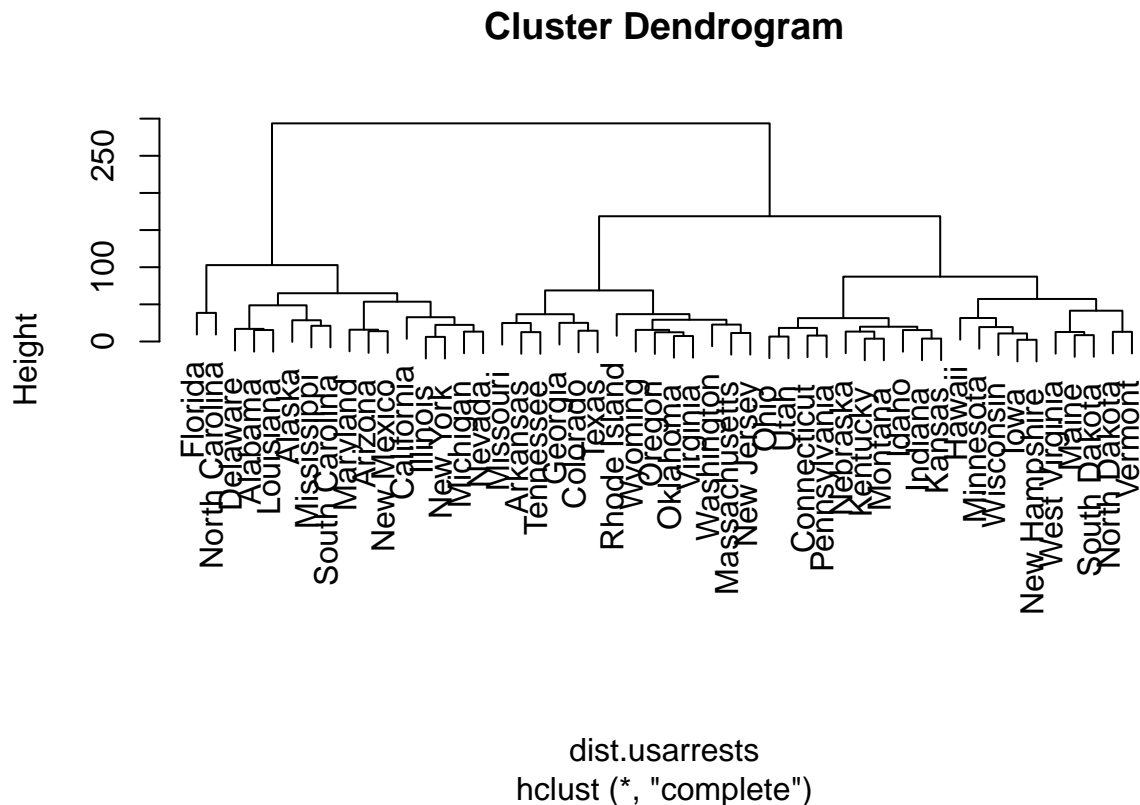 Cluster Dendrogram
Height
0
100
250
Florida
North Carolina
Delaware
Alabama
Louisiana
Alaska
Mississippi
South Carolina
Maryland
Arizona
New Mexico
California
Illinois
New York
Michigan
Nevada
Missouri
Arkansas
Tennessee
Georgia
Colorado
Texas
Rhode Island
Wyoming
Oregon
Oklahoma
Virginia
Washington
Massachusetts
New Jersey
Ohio
Utah
Connecticut
Pennsylvania
Nebraska
Kentucky
Montana
Idaho
Indiana
Kansas
Hawaii
Minnesota
Wisconsin
Iowa
New Hampshire
West Virginia
Maine
South Dakota
North Dakota
Vermont
dist.usarrests
hclust (*, "complete")